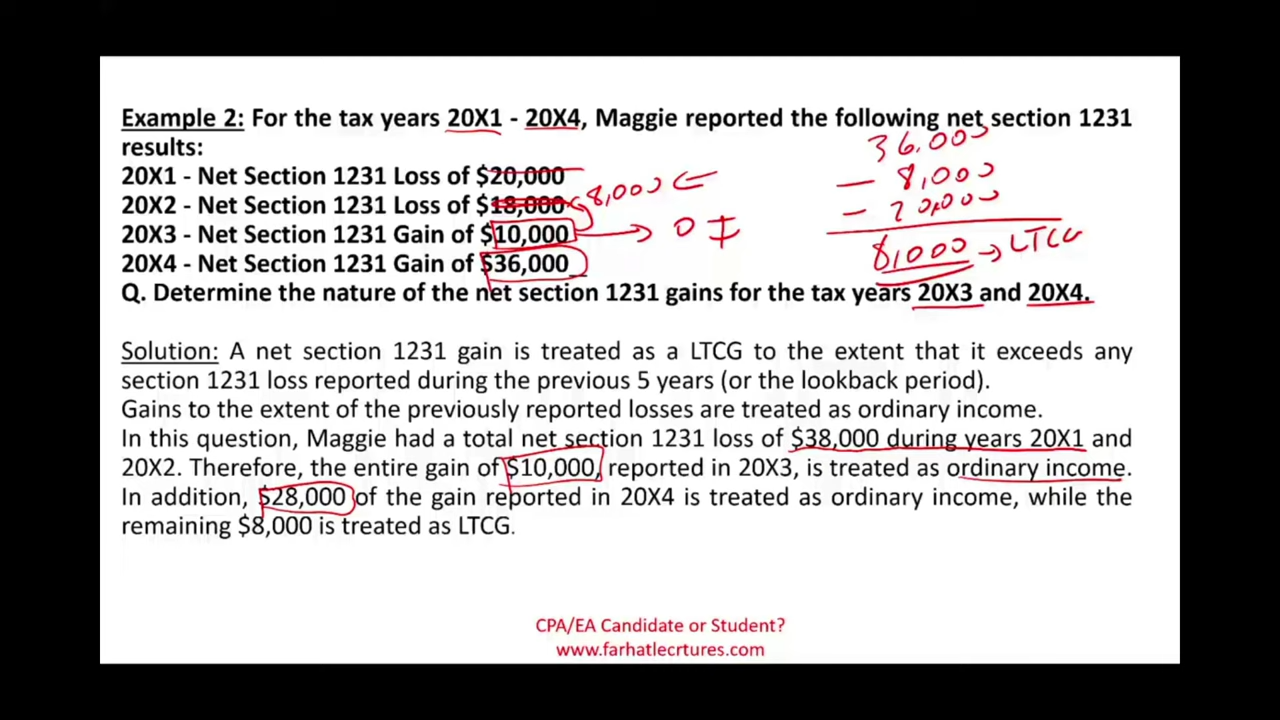 Example 2: For the tax years 20X1 - 20X4, Maggie reported the following net section 1231
results:
36,000
20X1 - Net Section 1231 Loss of $20,000
- 8,000
20X2 - Net Section 1231 Loss of $18,000
8,000
- 20,000
20X3 - Net Section 1231 Gain of $10,000
O I
8,000 → LTCG
20X4 - Net Section 1231 Gain of $36,000
Q. Determine the nature of the net section 1231 gains for the tax years 20X3 and 20X4.
Solution: A net section 1231 gain is treated as a LTCG to the extent that it exceeds any
section 1231 loss reported during the previous 5 years (or the lookback period).
Gains to the extent of the previously reported losses are treated as ordinary income.
In this question, Maggie had a total net section 1231 loss of $38,000 during years 20X1 and
20X2. Therefore, the entire gain of $10,000, reported in 20X3, is treated as ordinary income.
In addition, $28,000 of the gain reported in 20X4 is treated as ordinary income, while the
remaining $8,000 is treated as LTCG.
CPA/EA Candidate or Student?
www.farhatlecrtures.com